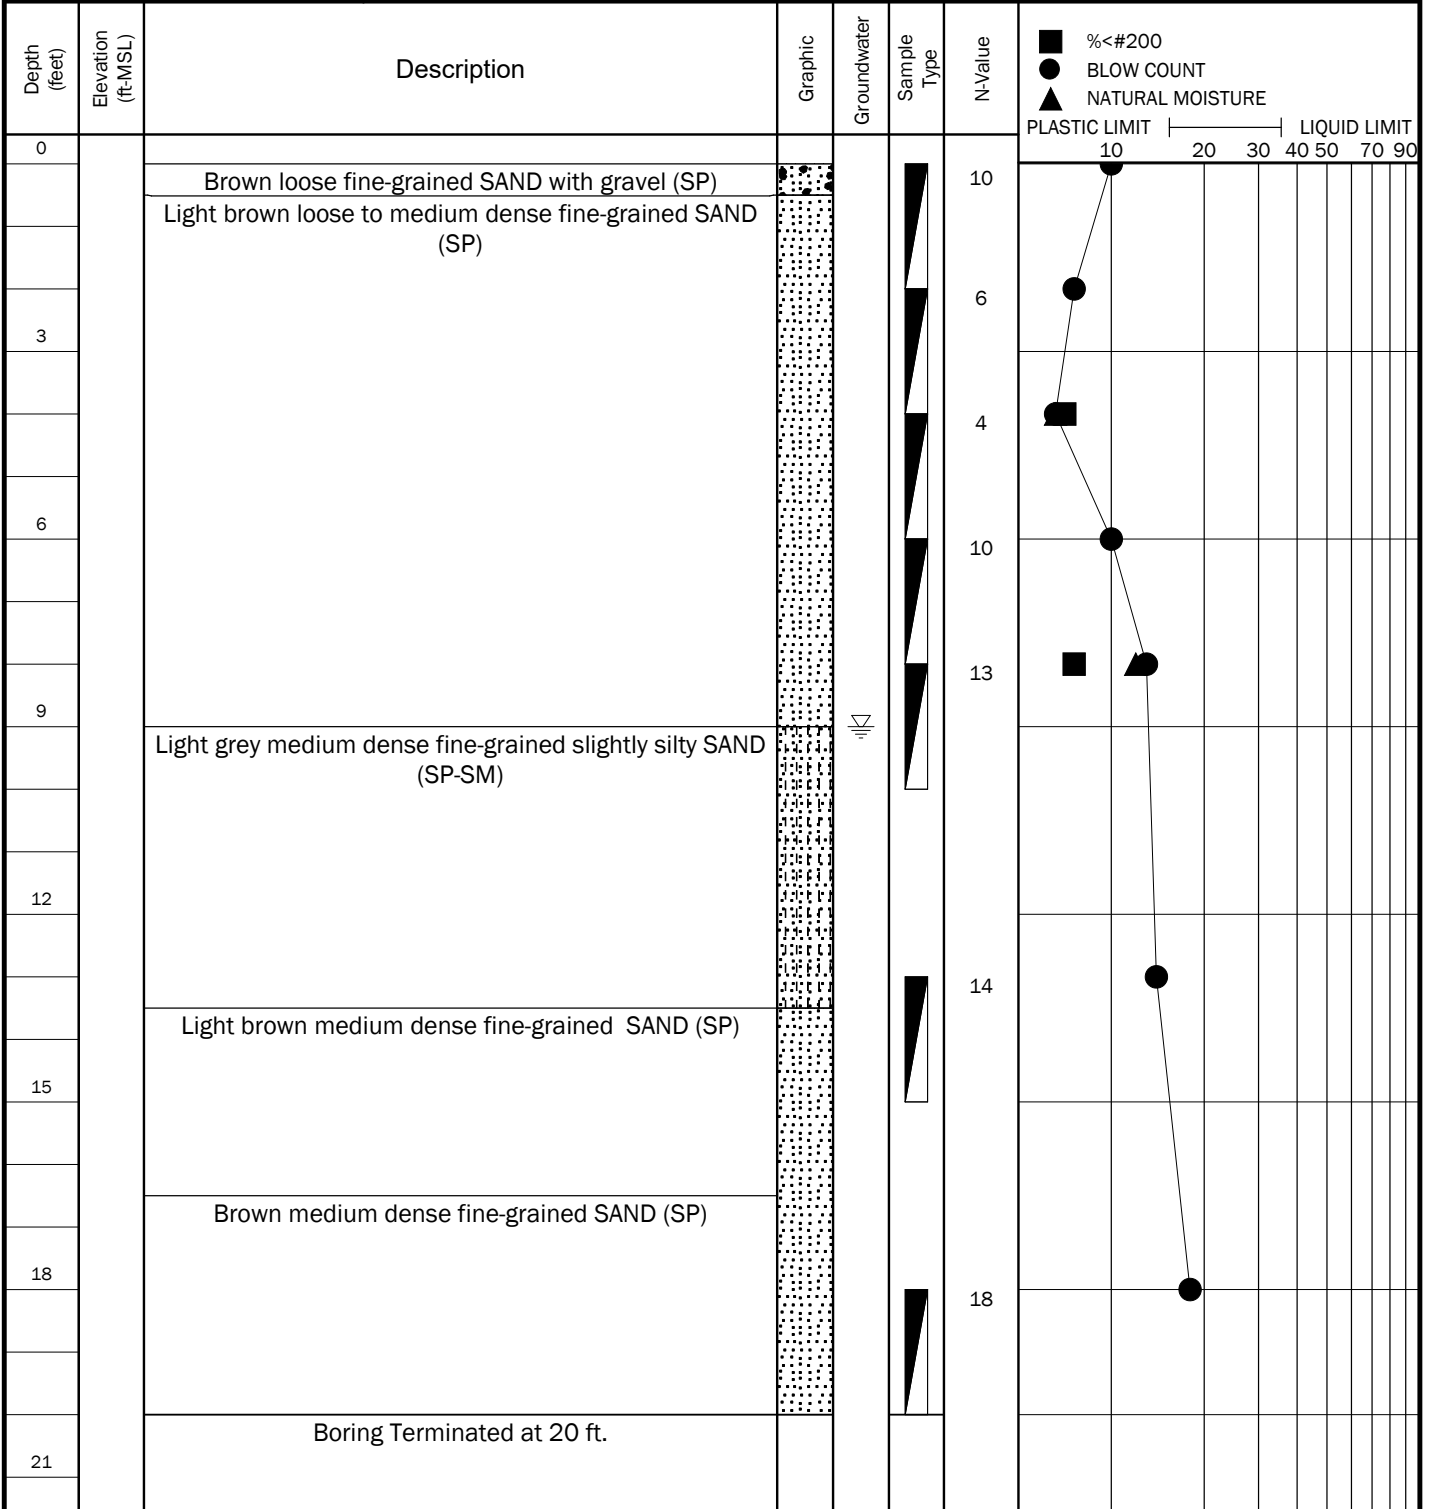 Depth
(feet)
Elevation
(ft-MSL)
Description
Graphic
Groundwater
Sample
Type
N-Value
%<#200
BLOW COUNT
NATURAL MOISTURE
PLASTIC LIMIT LIQUID LIMIT
10 20 30 40 50 70 90
0
Brown loose fine-grained SAND with gravel (SP)
10
Light brown loose to medium dense fine-grained SAND
(SP)
6
3
4
6
10
13
9
Light grey medium dense fine-grained slightly silty SAND
(SP-SM)
12
14
Light brown medium dense fine-grained SAND (SP)
15
Brown medium dense fine-grained SAND (SP)
18
18
Boring Terminated at 20 ft.
21